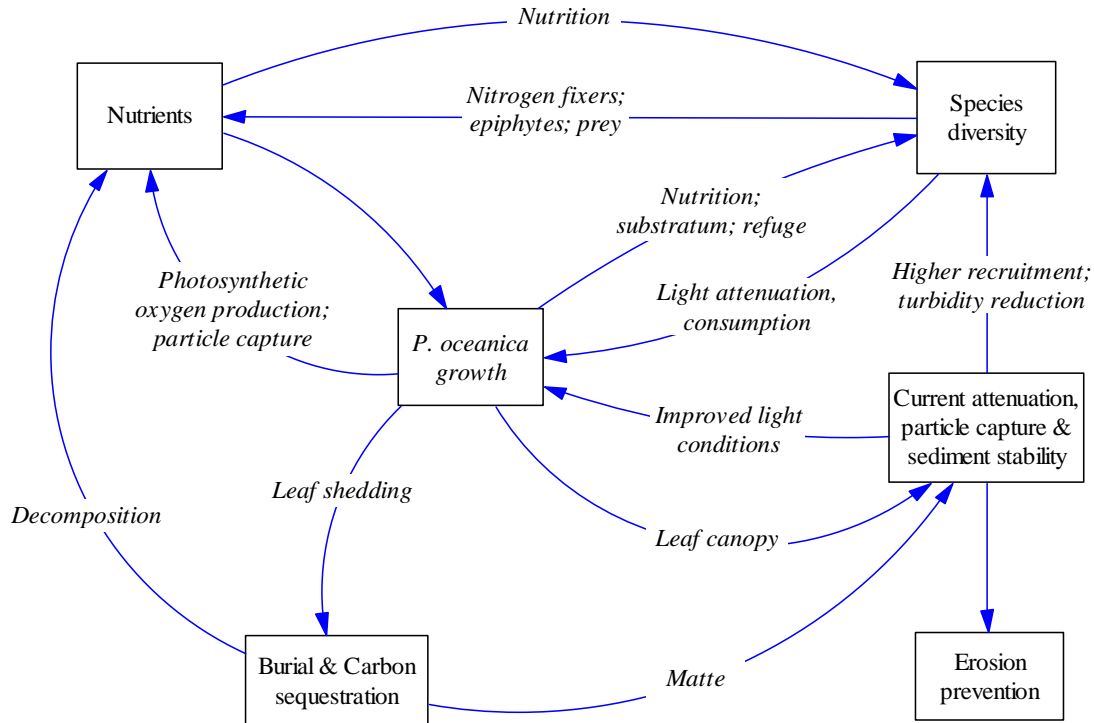 Nutrition
Nutrients
Nitrogen fixers;
epiphytes; prey
Species
diversity
Nutrition;
substratum; refuge
Photosynthetic
oxygen production;
particle capture
Light attenuation,
consumption
Higher recruitment;
turbidity reduction
P. oceanica
growth
Improved light
conditions
Current attenuation,
particle capture &
sediment stability
Leaf shedding
Decomposition
Leaf canopy
Burial & Carbon
sequestration
Matte
Erosion
prevention